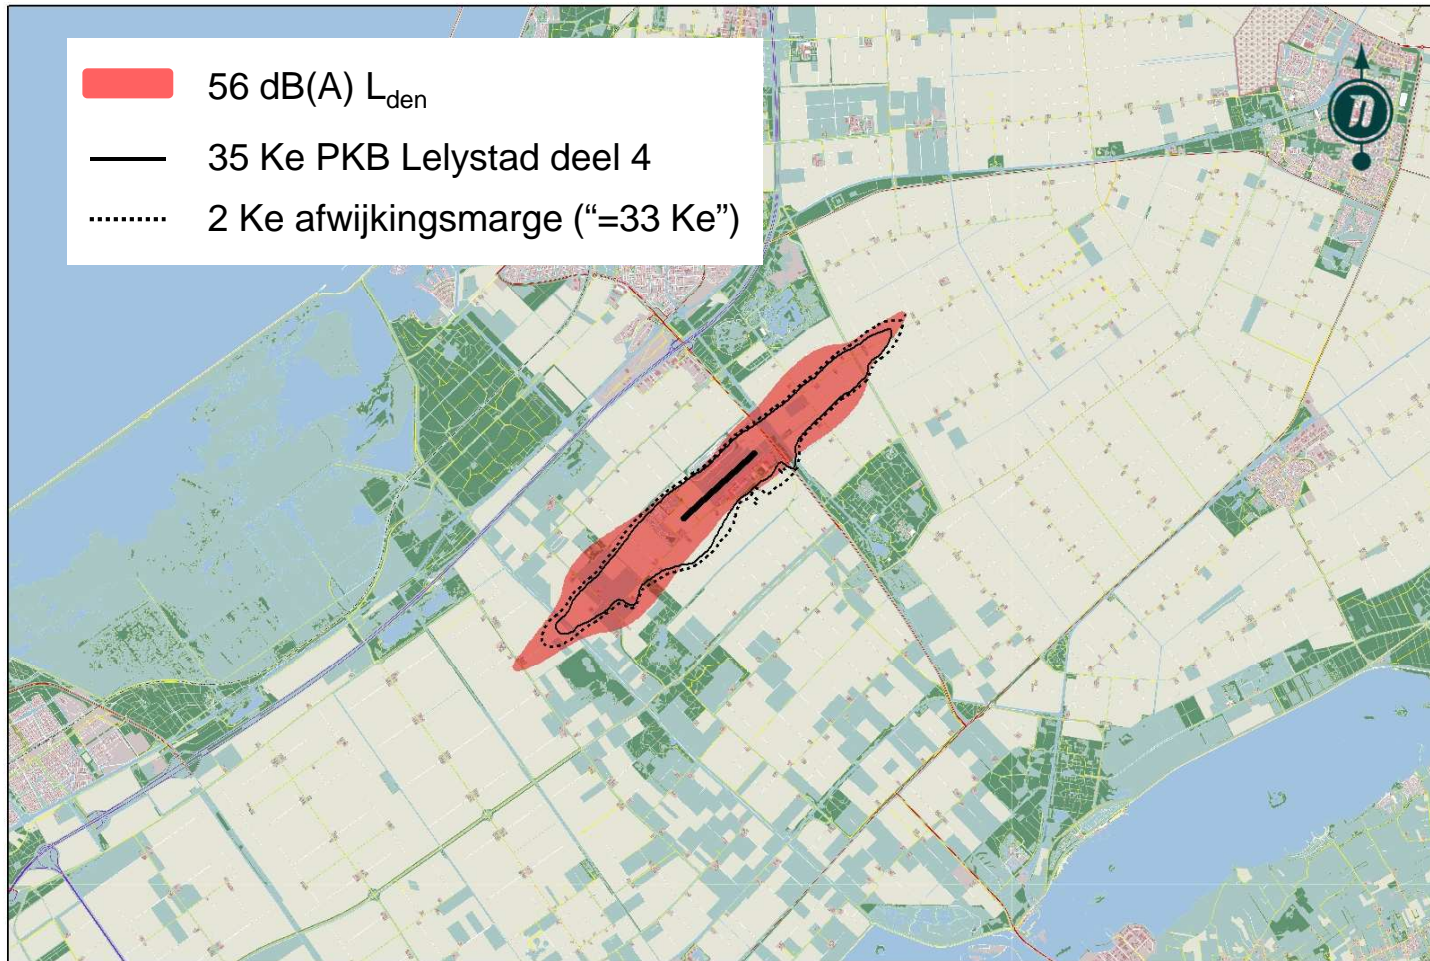 56 dB(A) Lden
35 Ke PKB Lelystad deel 4
2 Ke afwijkingsmarge (“=33 Ke”)